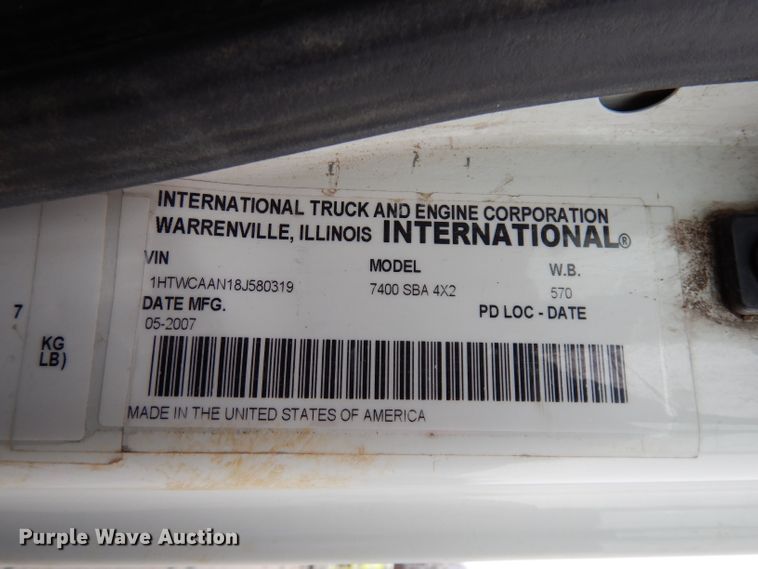 INTERNATIONAL TRUCK AND ENGINE CORPORATION
WARRENVILLE, ILLINOIS INTERNATIONAL®
VIN MODEL W.B.
1HTWCAAN18J580319 7400 SBA 4X2 570
DATE MFG. PD LOC - DATE
05-2007
7
KG
LB)
MADE IN THE UNITED STATES OF AMERICA
Purple Wave Auction